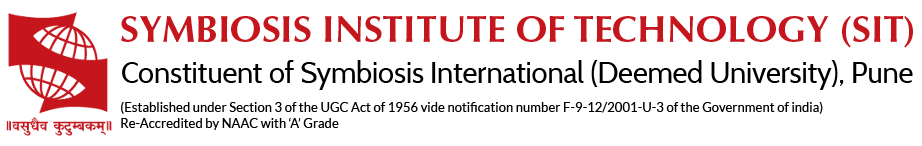 SYMBIOSIS INSTITUTE OF TECHNOLOGY (SIT)
Constituent of Symbiosis International (Deemed University), Pune
(Established under Section 3 of the UGC Act of 1956 vide notification number F-9-12/2001-U-3 of the Government of india)
Re-Accredited by NAAC with ‘A’ Grade
॥वसुधैव कुटुम्बकम्॥